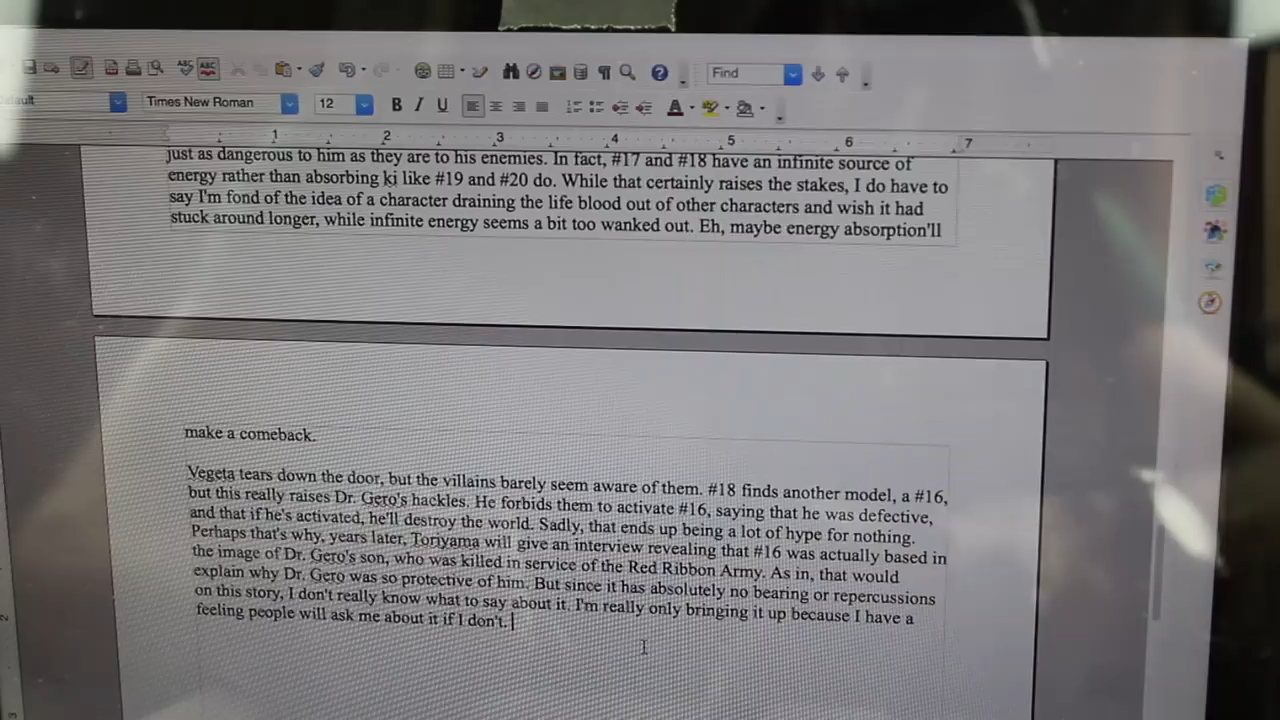 Default
Times New Roman
12
B I U
Find
1 2 3 4 5 6 7
just as dangerous to him as they are to his enemies. In fact, #17 and #18 have an infinite source of
energy rather than absorbing ki like #19 and #20 do. While that certainly raises the stakes, I do have to
say I'm fond of the idea of a character draining the life blood out of other characters and wish it had
stuck around longer, while infinite energy seems a bit too wanked out. Eh, maybe energy absorption'll
make a comeback.
Vegeta tears down the door, but the villains barely seem aware of them. #18 finds another model, a #16,
but this really raises Dr. Gero's hackles. He forbids them to activate #16, saying that he was defective,
and that if he's activated, he'll destroy the world. Sadly, that ends up being a lot of hype for nothing.
Perhaps that's why, years later, Toriyama will give an interview revealing that #16 was actually based in
the image of Dr. Gero's son, who was killed in service of the Red Ribbon Army. As in, that would
explain why Dr. Gero was so protective of him. But since it has absolutely no bearing or repercussions
on this story, I don't really know what to say about it. I'm really only bringing it up because I have a
feeling people will ask me about it if I don't.
2
3